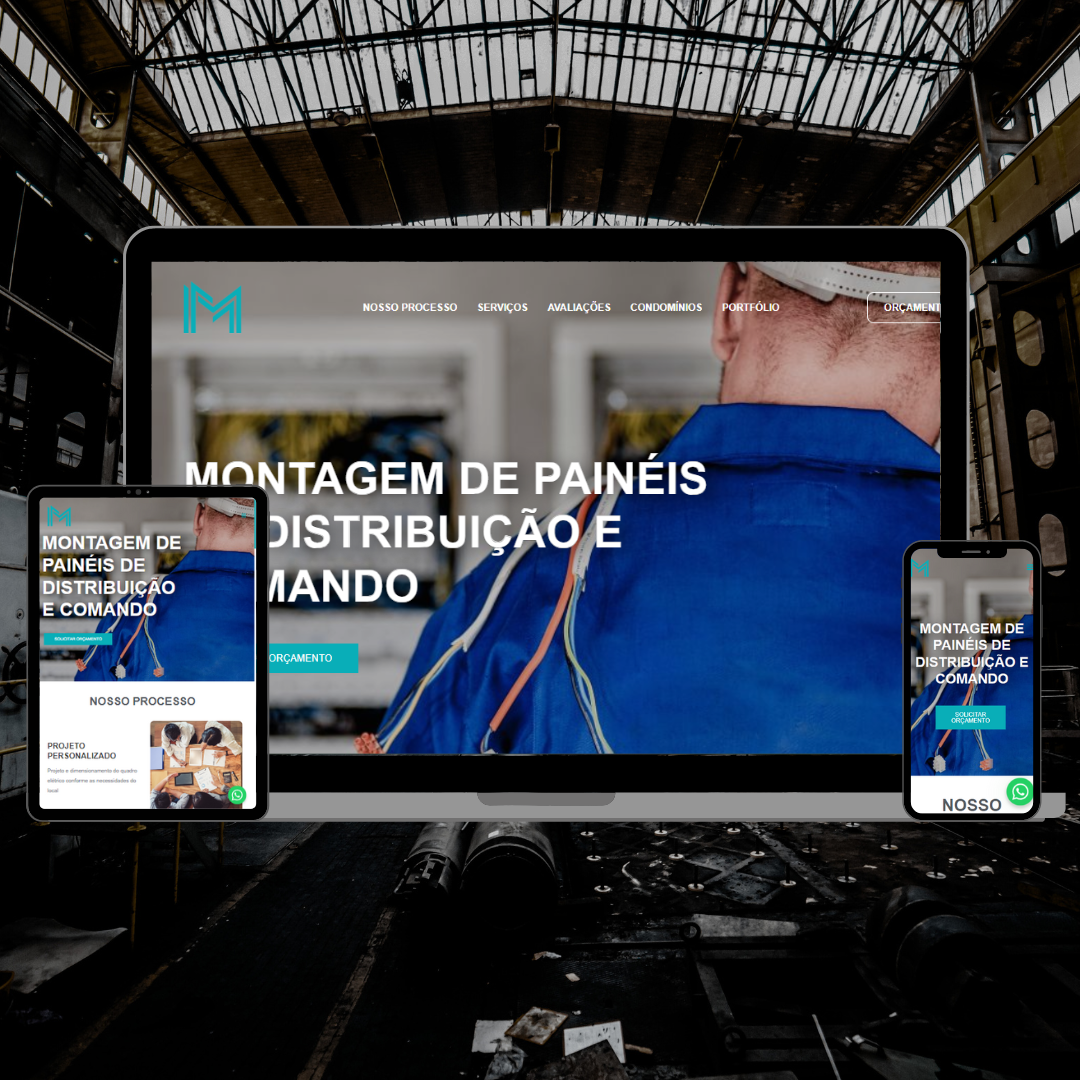 M
NOSSO PROCESSO SERVIÇOS AVALIAÇÕES CONDOMÍNIOS PORTFÓLIO ORÇAMENT
MONTAGEM DE PAINÉIS
DISTRIBUIÇÃO E
MANDO
ORÇAMENTO
M
MONTAGEM DE
PAINÉIS DE
DISTRIBUIÇÃO
E COMANDO
SOLICITAR ORÇAMENTO
NOSSO PROCESSO
PROJETO
PERSONALIZADO
Projeto e dimensionamento do quadro
elétrico conforme as necessidades do
local
M
MONTAGEM DE
PAINÉIS DE
DISTRIBUIÇÃO E
COMANDO
SOLICITAR
ORÇAMENTO
NOSSO